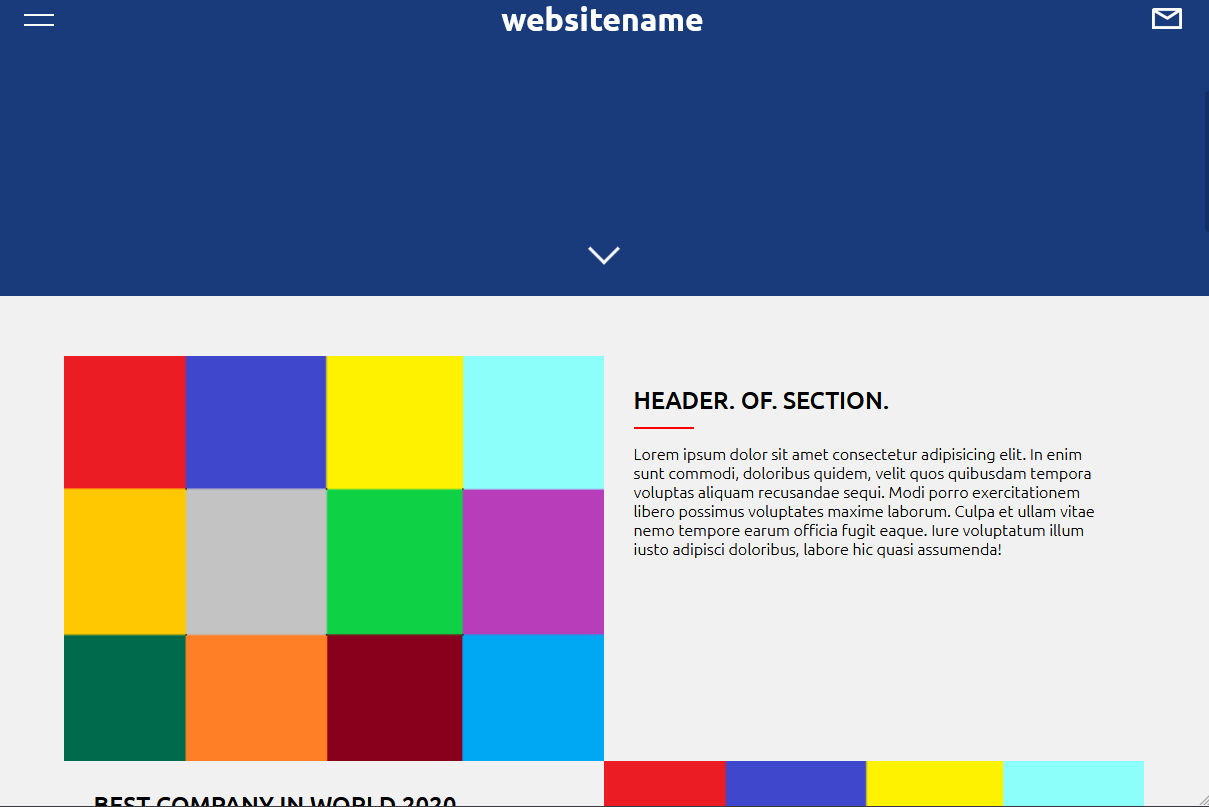 websitename
HEADER. OF. SECTION.
Lorem ipsum dolor sit amet consectetur adipisicing elit. In enim
sunt commodi, doloribus quidem, velit quos quibusdam tempora
voluptas aliquam recusandae sequi. Modi porro exercitationem
libero possimus voluptates maxime laborum. Culpa et ullam vitae
nemo tempore earum officia fugit eaque. Iure voluptatum illum
iusto adipisci doloribus, labore hic quasi assumenda!
BEST COMPANY IN WORLD 2020